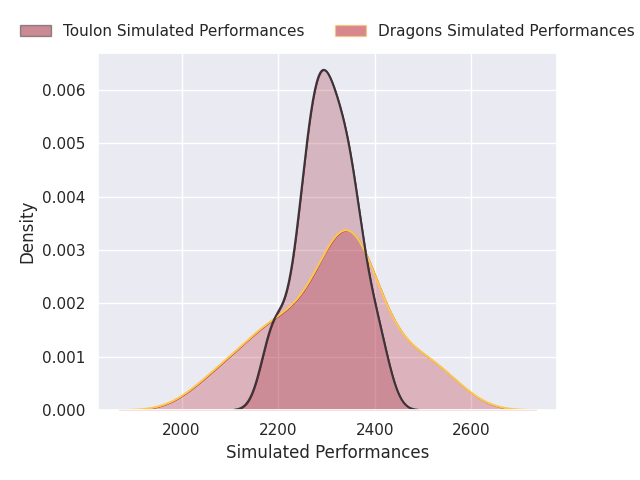 Toulon Simulated Performances
Dragons Simulated Performances
0.006
0.005
0.004
0.003
0.002
0.001
0.000
Density
2000 2200 2400 2600
Simulated Performances